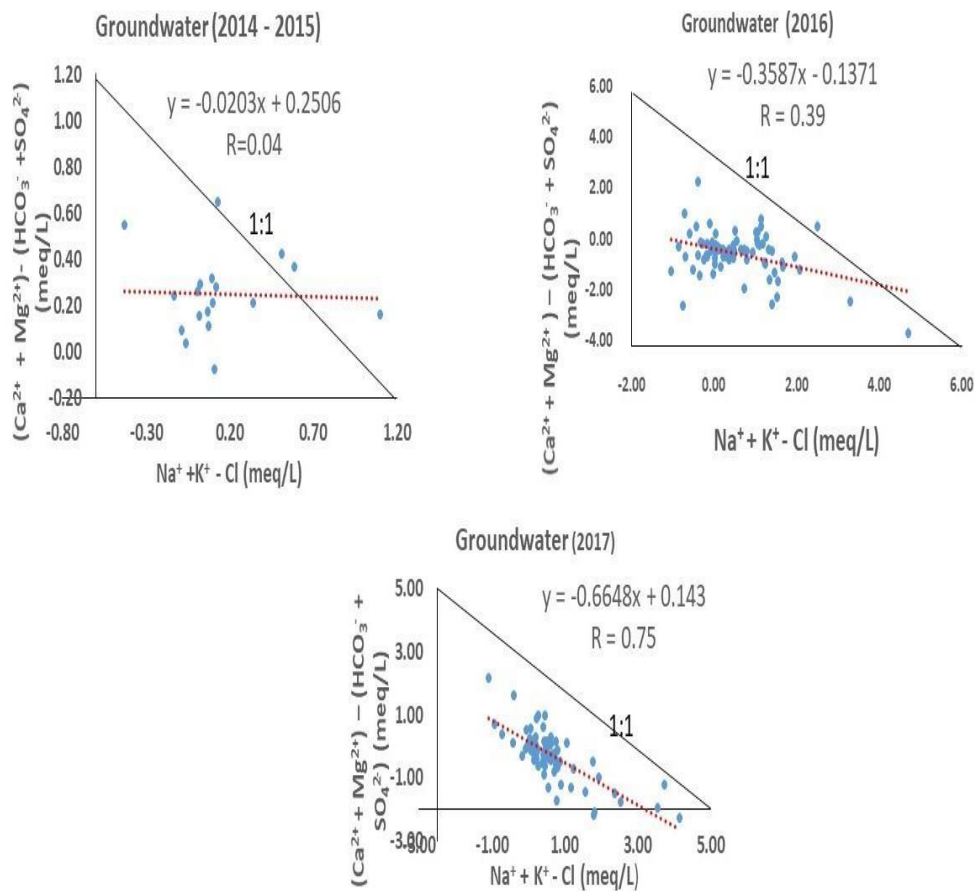 Groundwater (2014 - 2015)
(Ca²⁺ + Mg²⁺)- (HCO₃⁻ +SO₄²⁻)
(meq/L)
1.20
1.00
0.80
0.60
0.40
0.20
0.00
-0.20
y = -0.0203x + 0.2506
R=0.04
1:1
-0.80 -0.30 0.20 0.70 1.20
Na⁺ +K⁺ - Cl (meq/L)
Groundwater (2016)
(Ca²⁺ + Mg²⁺) – (HCO₃⁻ + SO₄²⁻)
(meq/L)
6.00
4.00
2.00
0.00
-2.00
-4.00
y = -0.3587x - 0.1371
R = 0.39
1:1
-2.00 0.00 2.00 4.00 6.00
Na⁺ + K⁺ - Cl (meq/L)
Groundwater (2017)
(Ca²⁺ + Mg²⁺) – (HCO₃⁻ +
SO₄²⁻) (meq/L)
5.00
3.00
1.00
-1.00
-3.00
y = -0.6648x + 0.143
R = 0.75
1:1
-3.00 -1.00 1.00 3.00 5.00
Na⁺ + K⁺ - Cl (meq/L)